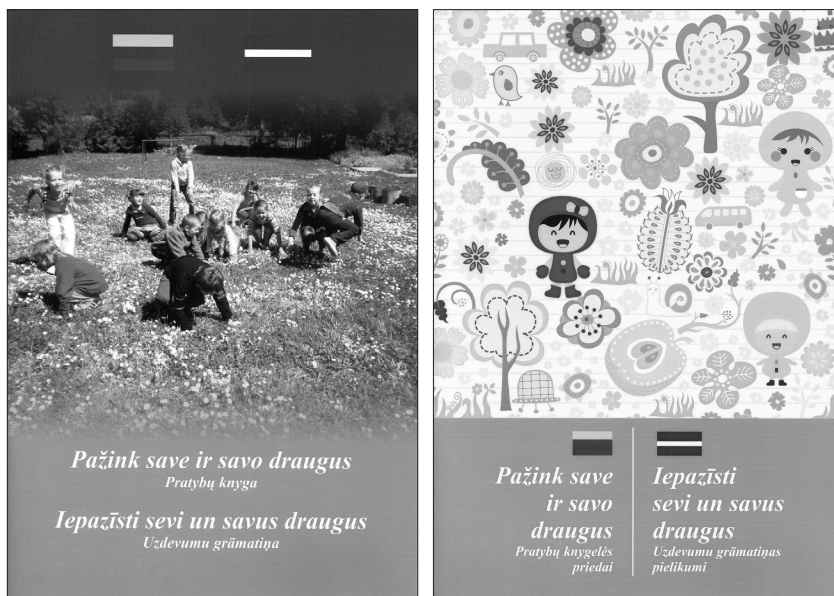 Pažink save ir savo draugus
Pratybų knyga
Iepazīsti sevi un savus draugus
Uzdevumu grāmatiņa
Pažink save
ir savo
draugus
Pratybų knygelės
priedai
Iepazīsti
sevi un savus
draugus
Uzdevumu grāmatiņas
pielikumi